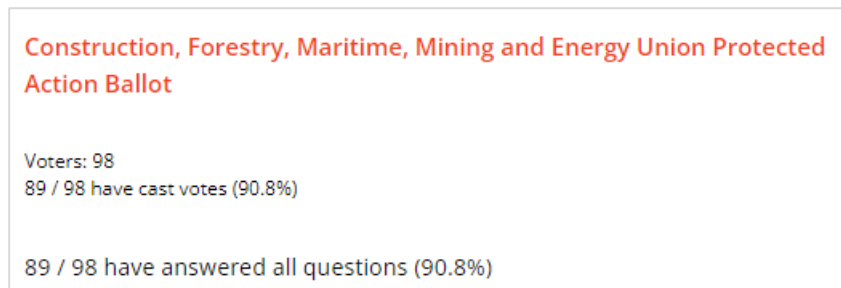 Construction, Forestry, Maritime, Mining and Energy Union Protected
Action Ballot
Voters: 98
89 / 98 have cast votes (90.8%)
89 / 98 have answered all questions (90.8%)